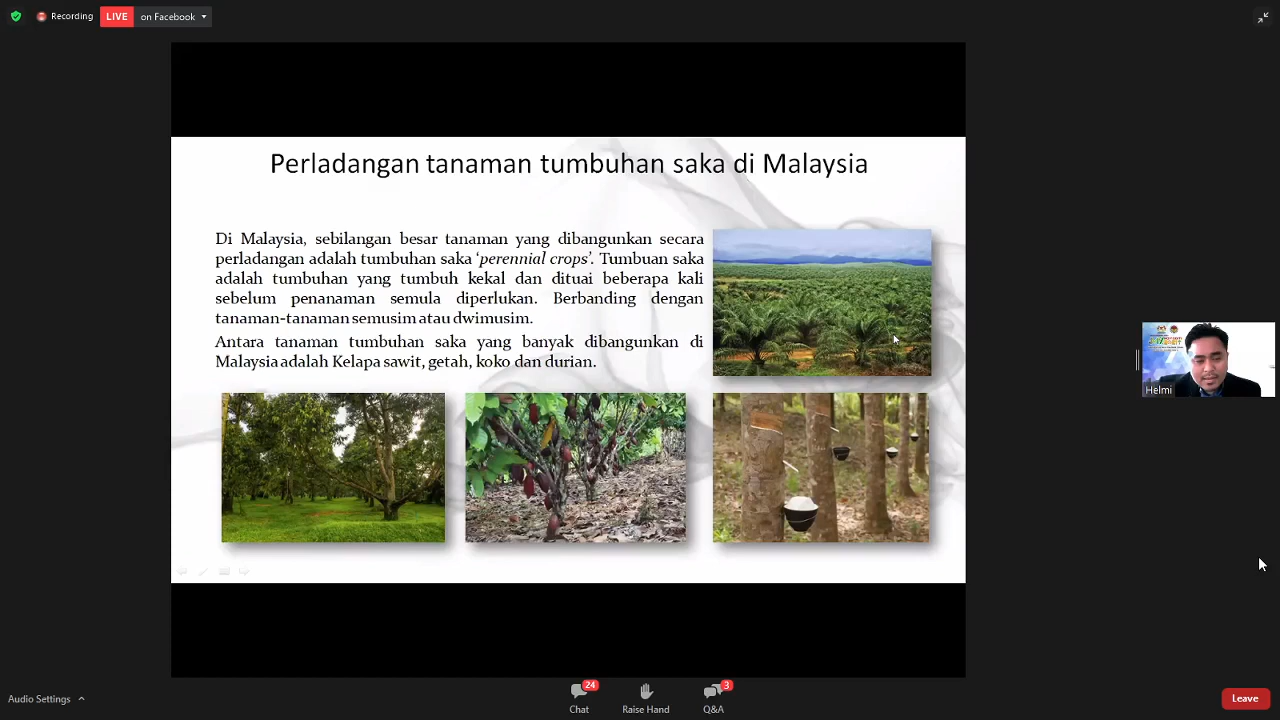 Recording
LIVE
on Facebook
Perladangan tanaman tumbuhan saka di Malaysia
Di Malaysia, sebilangan besar tanaman yang dibangunkan secara
perladangan adalah tumbuhan saka ‘perennial crops’. Tumbuan saka
adalah tumbuhan yang tumbuh kekal dan dituai beberapa kali
sebelum penanaman semula diperlukan. Berbanding dengan
tanaman-tanaman semusim atau dwimusim.
Antara tanaman tumbuhan saka yang banyak dibangunkan di
Malaysia adalah Kelapa sawit, getah, koko dan durian.
Helmi
Audio Settings
24
Chat
Raise Hand
3
Q&A
Leave